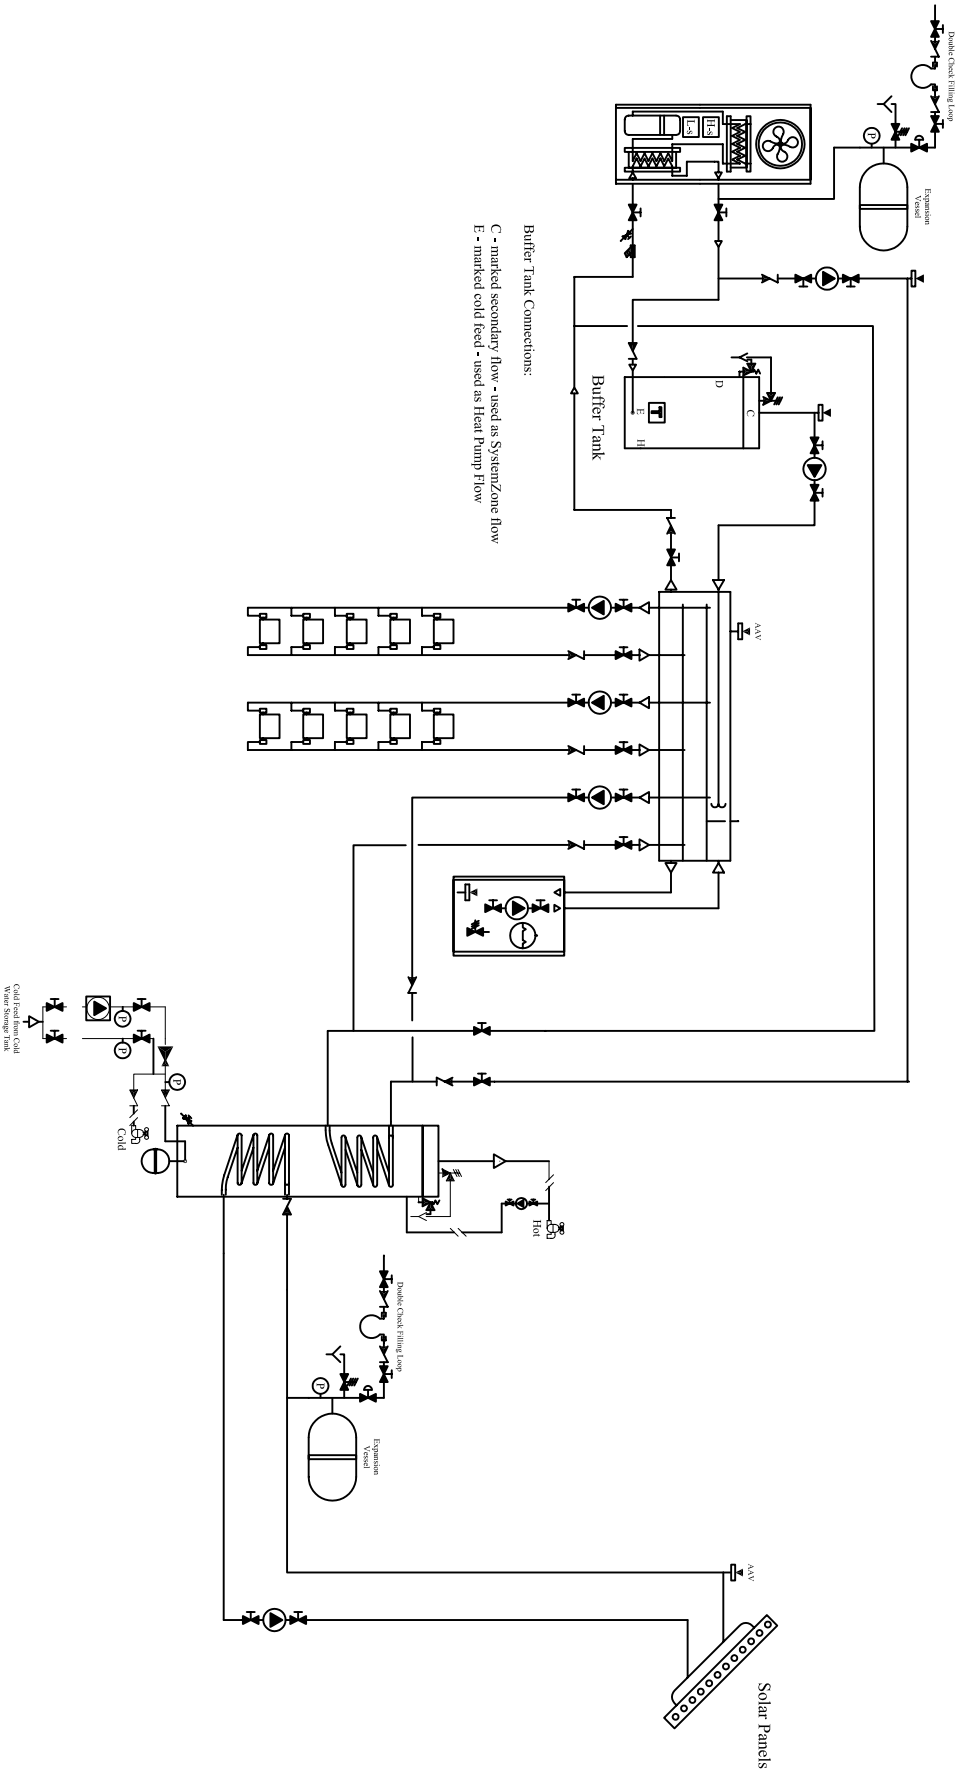 Double Check Filling Loop
P
Expansion
Vessel
H-s
L-s
Buffer Tank Connections:
C - marked secondary flow - used as SystemZone flow
E - marked cold feed - used as Heat Pump Flow
Buffer Tank
D
C
E
T
H
AAV
Cold Feed from Cold
Water Storage Tank
P
P
P
Cold
Hot
Double Check Filling Loop
P
Expansion
Vessel
AAV
Solar Panels